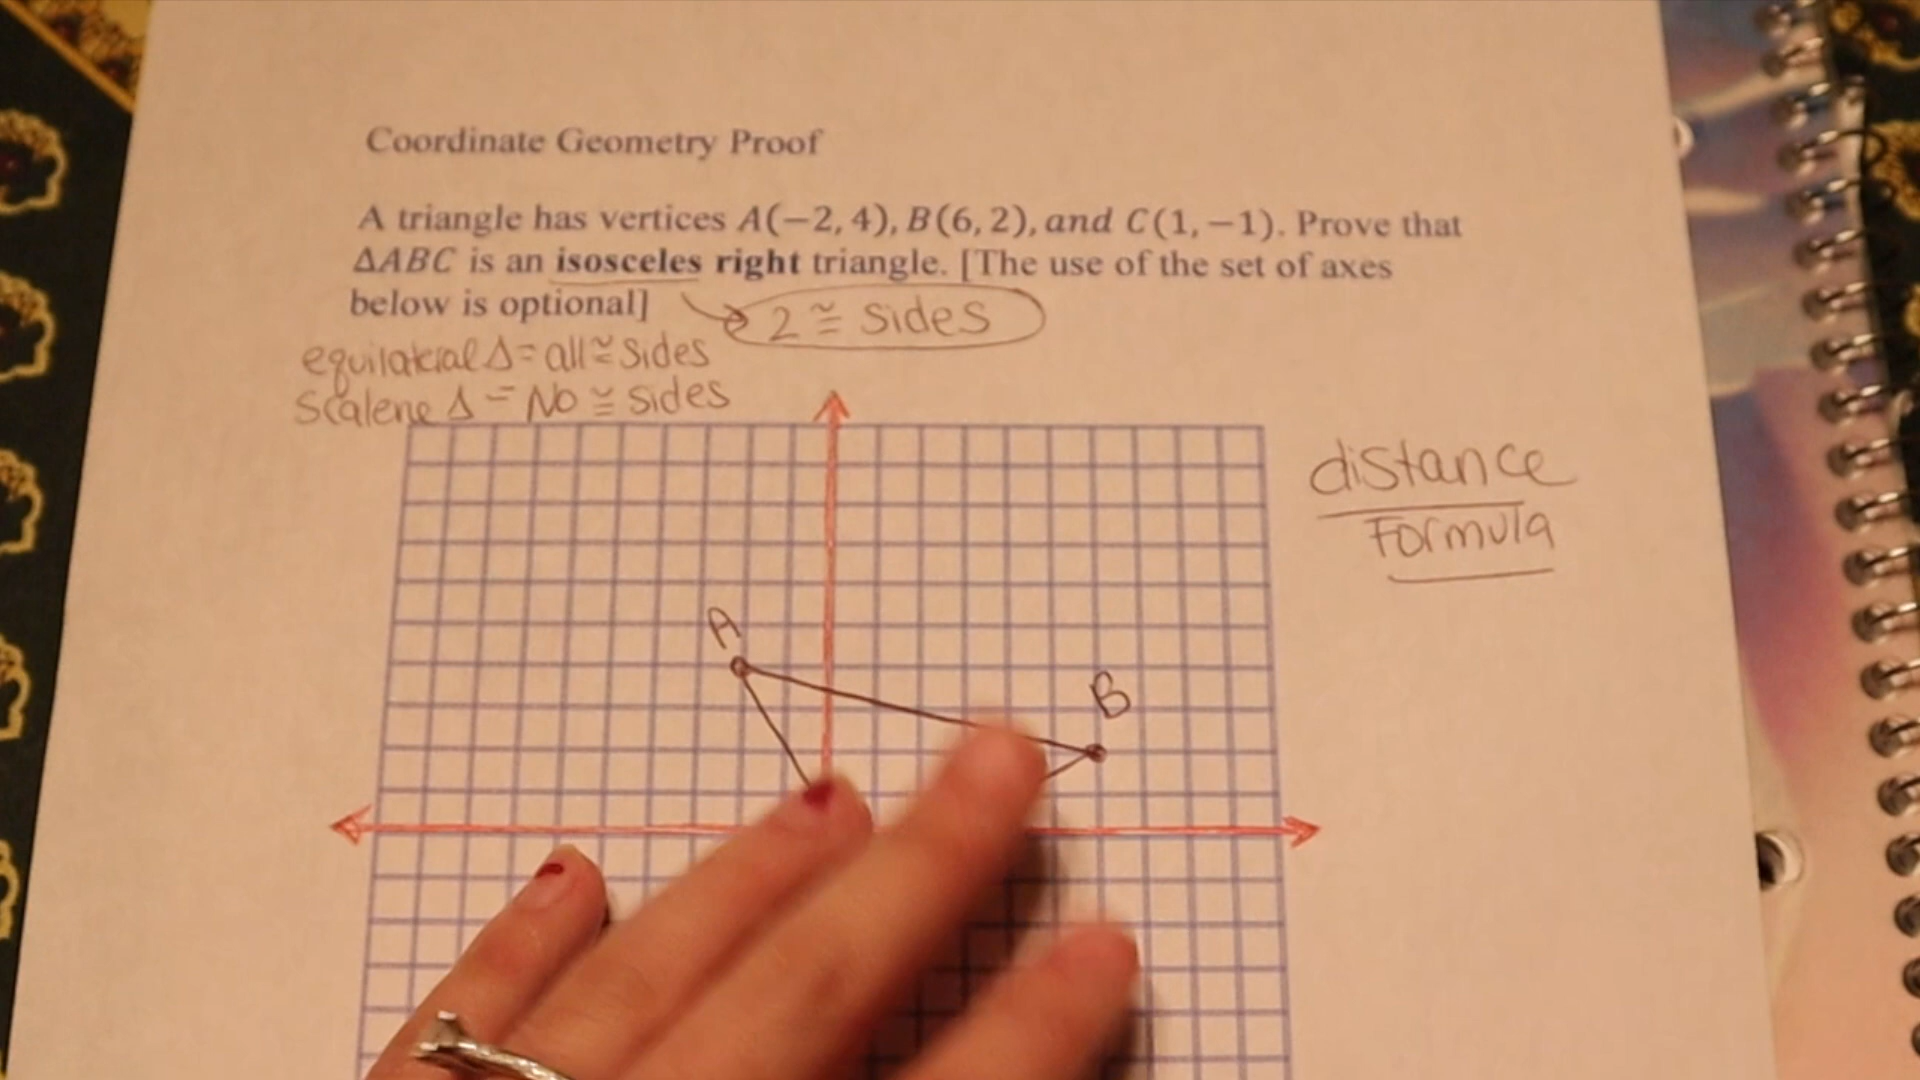 Coordinate Geometry Proof
A triangle has vertices A(−2, 4), B(6, 2), and C(1, −1). Prove that
ΔABC is an isosceles right triangle. [The use of the set of axes
below is optional]
2 ≅ sides
equilateral Δ = all ≅ sides
Scalene Δ = No ≅ sides
distance
Formula
A
B